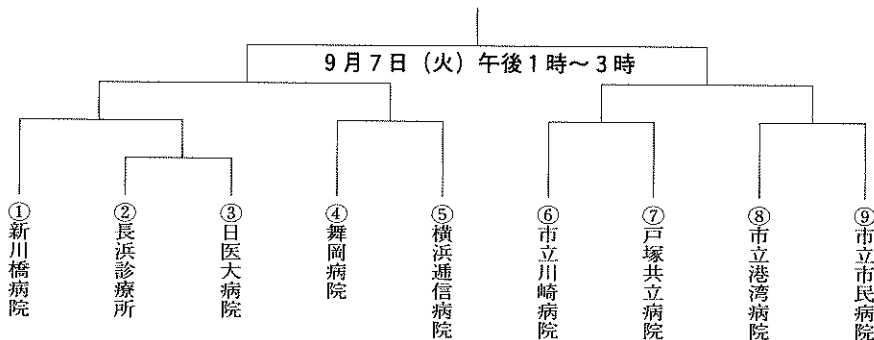 9月7日（火）午後1時～3時
①新川橋病院
②長浜診療所
③日医大病院
④舞岡病院
⑤横浜逓信病院
⑥市立川崎病院
⑦戸塚共立病院
⑧市立港湾病院
⑨市立市民病院